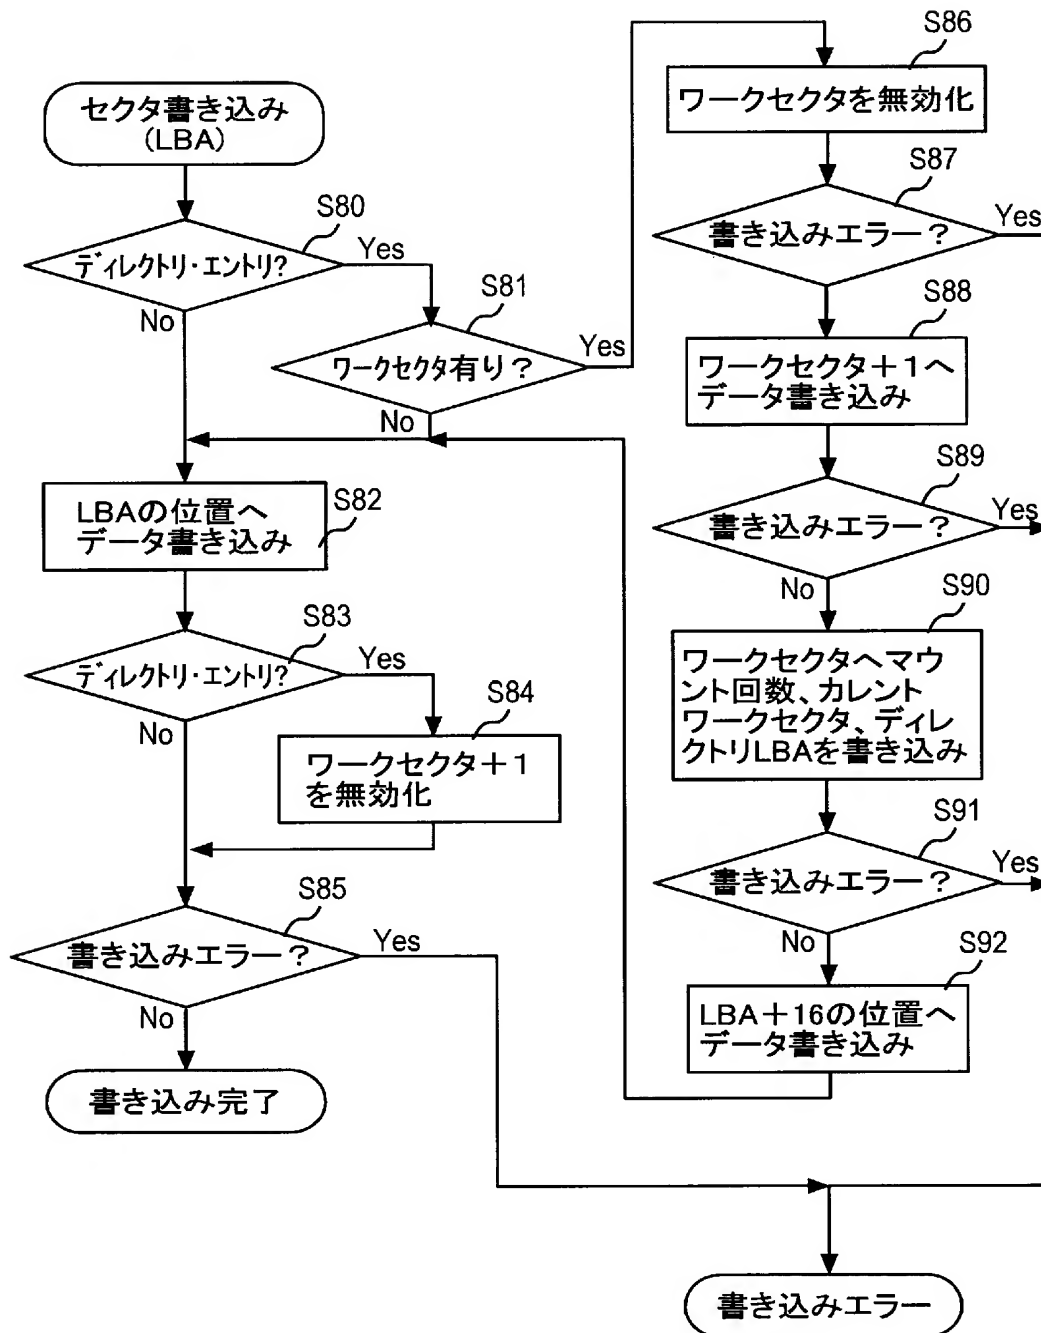 セクタ書き込み
(LBA)
S80
ディレクトリ・エントリ?
Yes
No
S81
ワークセクタ有り？
Yes
No
LBAの位置へ
データ書き込み
S82
S83
ディレクトリ・エントリ?
Yes
No
S84
ワークセクタ＋1
を無効化
S85
書き込みエラー？
Yes
No
書き込み完了
S86
ワークセクタを無効化
S87
書き込みエラー？
Yes
S88
ワークセクタ＋1へ
データ書き込み
S89
書き込みエラー？
Yes
No
S90
ワークセクタへマウ
ント回数、カレント
ワークセクタ、ディレ
クトリLBAを書き込み
S91
書き込みエラー？
Yes
No
S92
LBA＋16の位置へ
データ書き込み
書き込みエラー